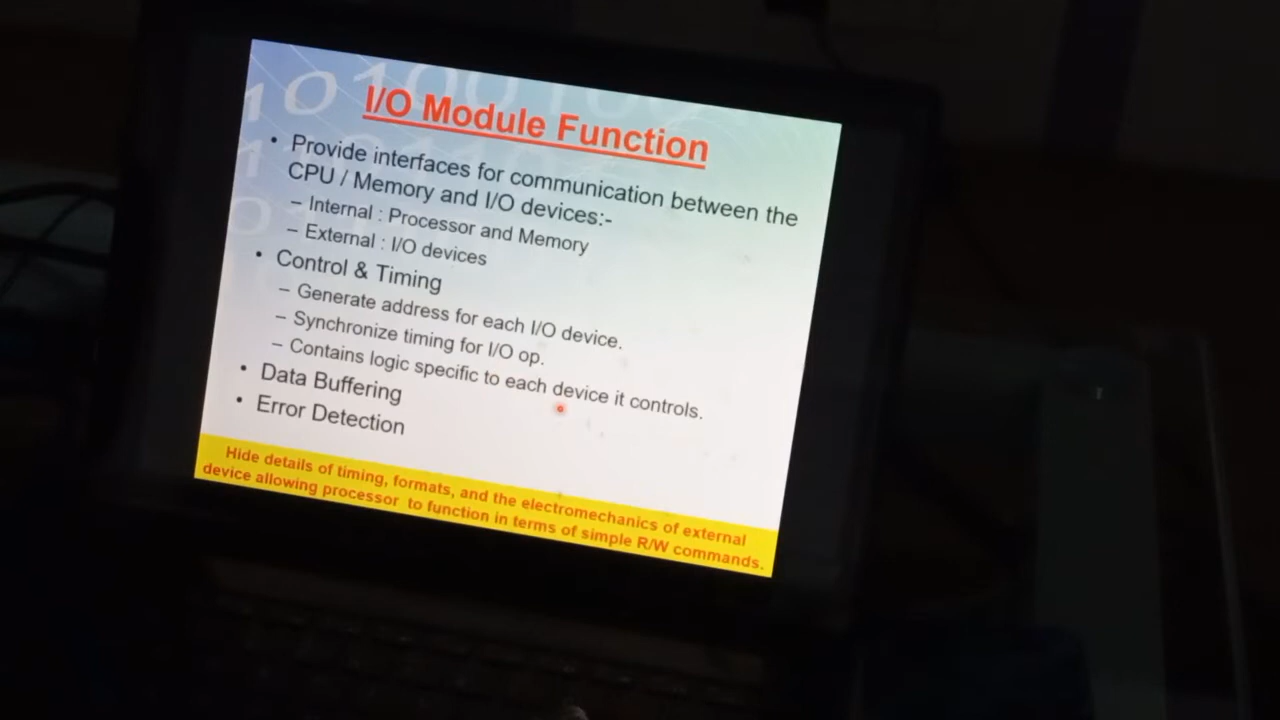 I/O Module Function
• Provide interfaces for communication between the
CPU / Memory and I/O devices:-
– Internal : Processor and Memory
– External : I/O devices
• Control & Timing
– Generate address for each I/O device.
– Synchronize timing for I/O op.
– Contains logic specific to each device it controls.
• Data Buffering
• Error Detection
Hide details of timing, formats, and the electromechanics of external
device allowing processor to function in terms of simple R/W commands.